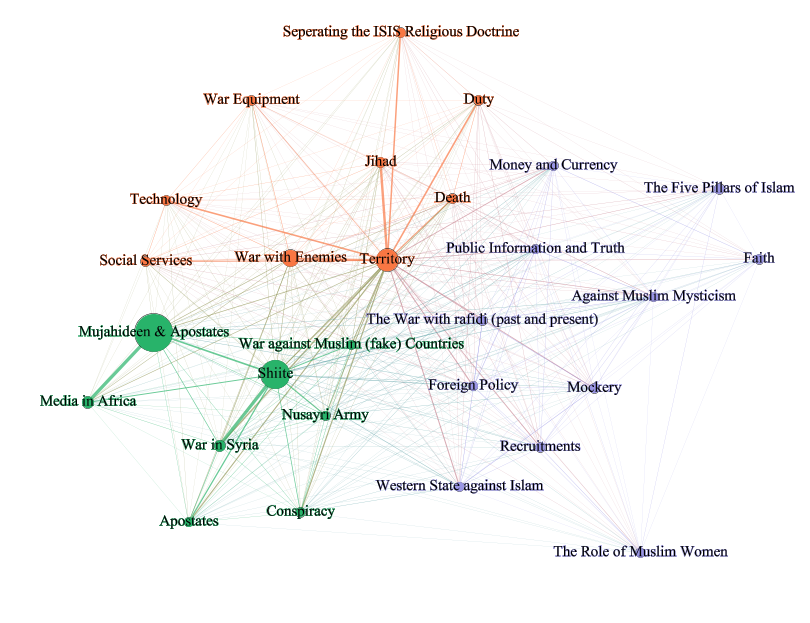 Seperating the ISIS Religious Doctrine
War Equipment
Duty
Jihad
Money and Currency
The Five Pillars of Islam
Technology
Death
Public Information and Truth
Social Services
War with Enemies
Territory
Faith
Against Muslim Mysticism
Mujahideen & Apostates
The War with rafidi (past and present)
War against Muslim (fake) Countries
Shiite
Foreign Policy
Mockery
Media in Africa
Nusayri Army
War in Syria
Recruitments
Western State against Islam
Apostates
Conspiracy
The Role of Muslim Women